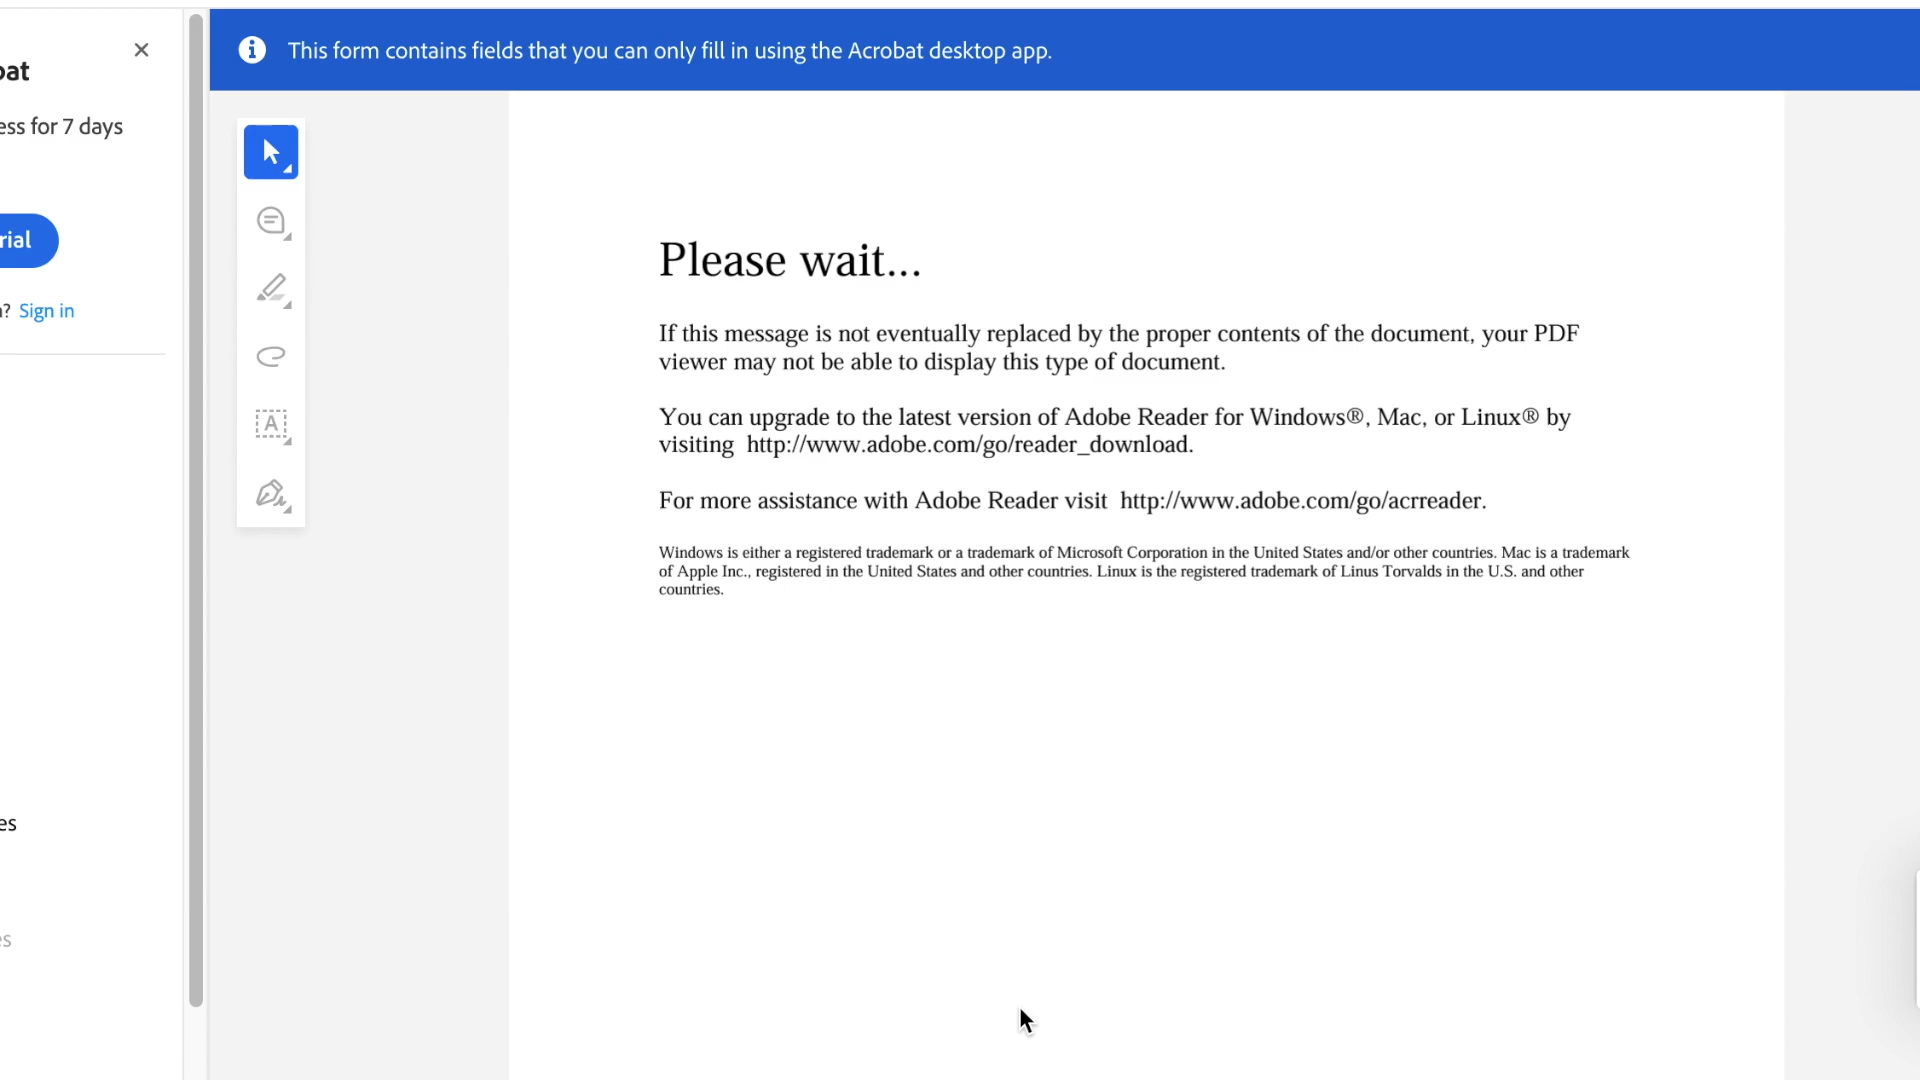 This form contains fields that you can only fill in using the Acrobat desktop app.
bat
ess for 7 days
rial
? Sign in
es
es
Please wait...
If this message is not eventually replaced by the proper contents of the document, your PDF
viewer may not be able to display this type of document.
You can upgrade to the latest version of Adobe Reader for Windows®, Mac, or Linux® by
visiting http://www.adobe.com/go/reader_download.
For more assistance with Adobe Reader visit http://www.adobe.com/go/acrreader.
Windows is either a registered trademark or a trademark of Microsoft Corporation in the United States and/or other countries. Mac is a trademark
of Apple Inc., registered in the United States and other countries. Linux is the registered trademark of Linus Torvalds in the U.S. and other
countries.